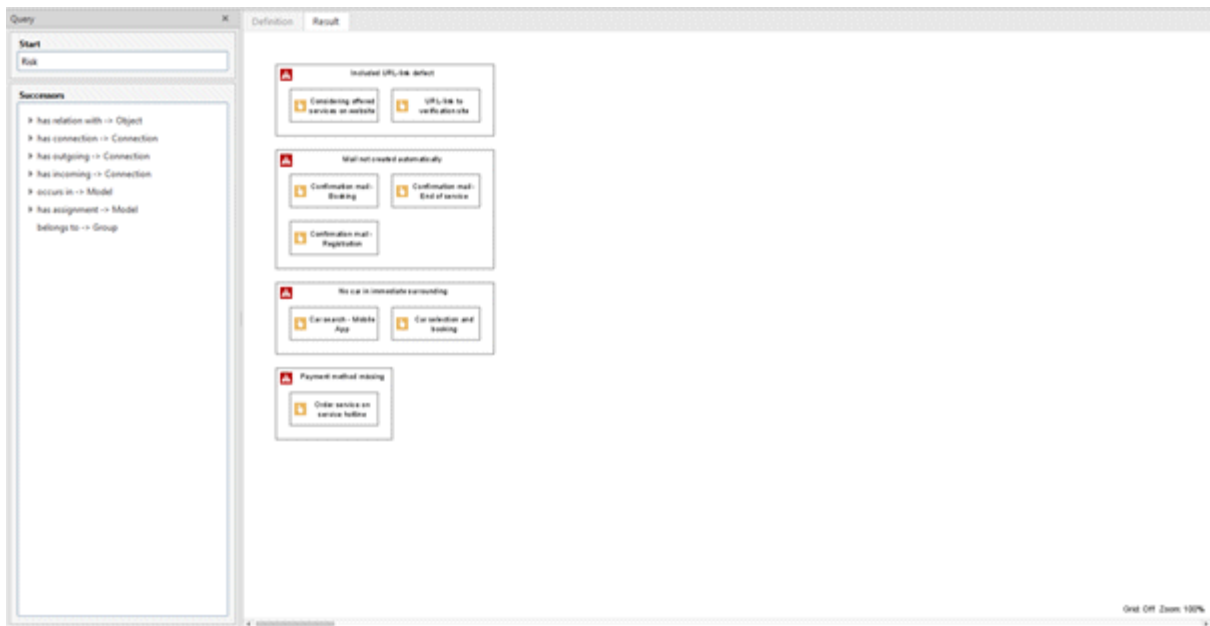 Query
×
Definition
Result
Start
Risk
Successors
has relation with -> Object
has connection -> Connection
has outgoing -> Connection
has incoming -> Connection
occurs in -> Model
has assignment -> Model
belongs to -> Group
Included URL-link defect
Considering offered
services on website
URL-link to
verification site
Mail not created automatically
Confirmation mail -
Booking
Confirmation mail -
End of service
Confirmation mail -
Registration
No car in immediate surrounding
Car search - Mobile
App
Car selection and
booking
Payment method missing
Order service on
service hotline
Grid: Off Zoom: 100%